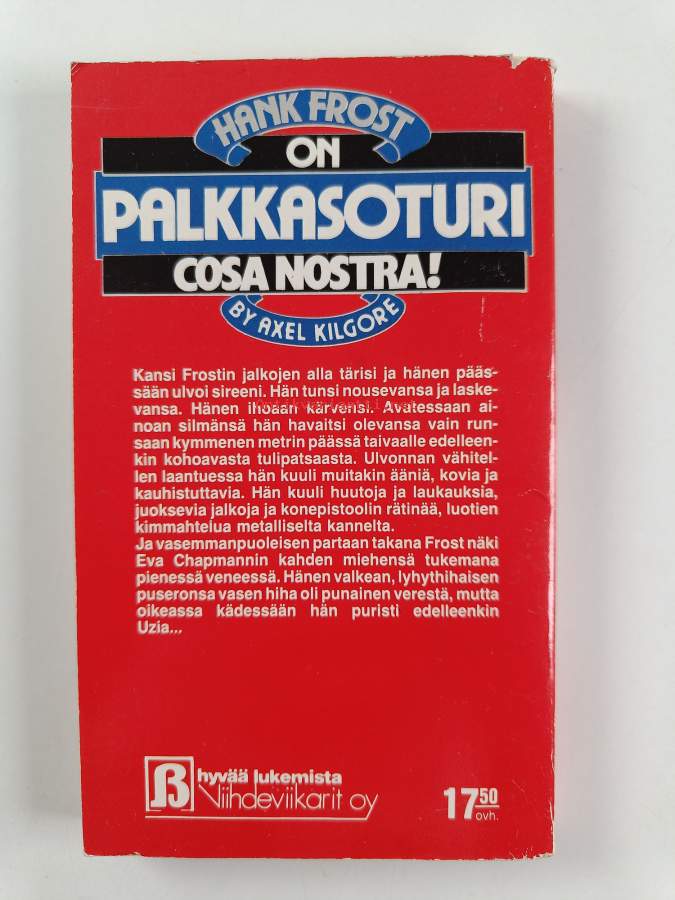 HANK FROST
ON
PALKKASOTURI
COSA NOSTRA!
BY AXEL KILGORE
Kansi Frostin jalkojen alla tärisi ja hänen pääs-
sään ulvoi sireeni. Hän tunsi nousevansa ja laske-
vansa. Hänen ihoaan kärvensi. Avatessaan ai-
noan silmänsä hän havaitsi olevansa vain run-
saan kymmenen metrin päässä taivaalle edelleen-
kin kohoavasta tulipatsaasta. Ulvonnan vähitel-
len laantuessa hän kuuli muitakin ääniä, kovia ja
kauhistuttavia. Hän kuuli huutoja ja laukauksia,
juoksevia jalkoja ja konepistoolin rätinää, luotien
kimmahtelua metalliselta kannelta.
Ja vasemmanpuoleisen partaan takana Frost näki
Eva Chapmannin kahden miehensä tukemana
pienessä veneessä. Hänen valkean, lyhythihaisen
puseronsa vasen hiha oli punainen verestä, mutta
oikeassa kädessään hän puristi edelleenkin
Uzia...
hyvää lukemista
Viihdeviikarit oy
17 50
ovh.